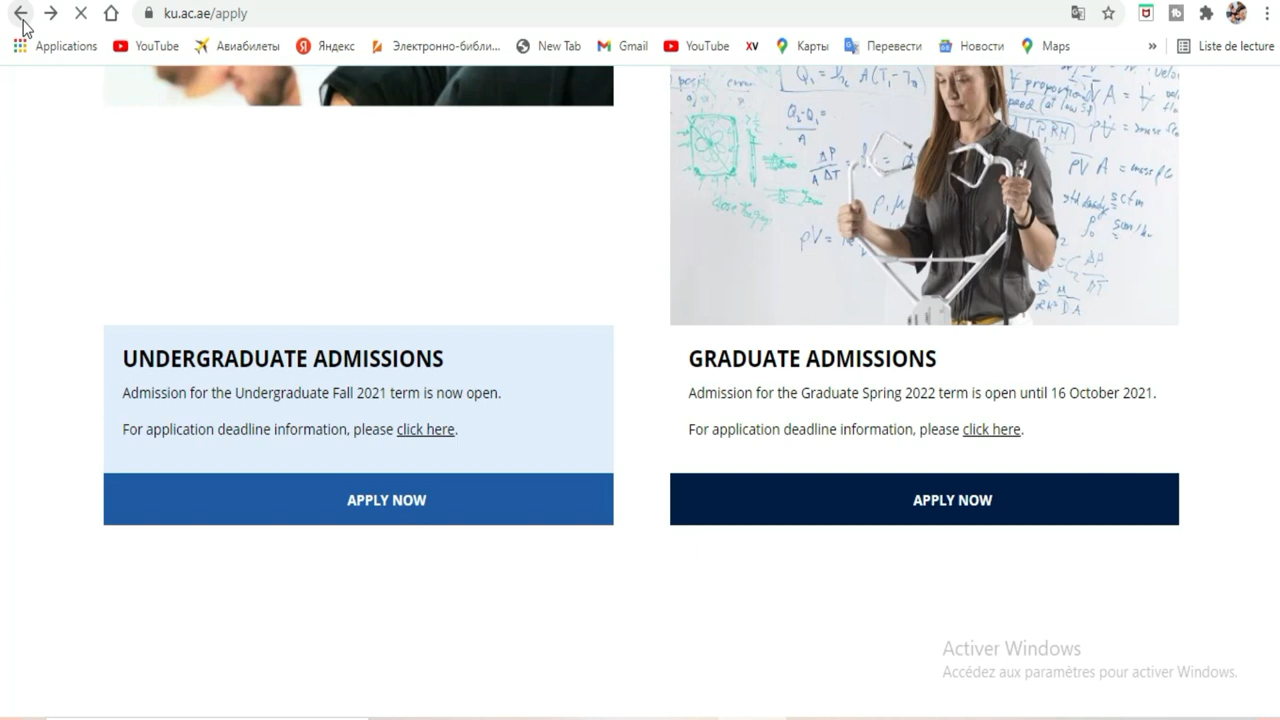 ku.ac.ae/apply
Applications YouTube Авиабилеты Яндекс Электронно-библи... New Tab Gmail YouTube XV Карты Перевести Новости Maps » Liste de lecture
UNDERGRADUATE ADMISSIONS
Admission for the Undergraduate Fall 2021 term is now open.
For application deadline information, please click here.
APPLY NOW
GRADUATE ADMISSIONS
Admission for the Graduate Spring 2022 term is open until 16 October 2021.
For application deadline information, please click here.
APPLY NOW
Activer Windows
Accédez aux paramètres pour activer Windows.